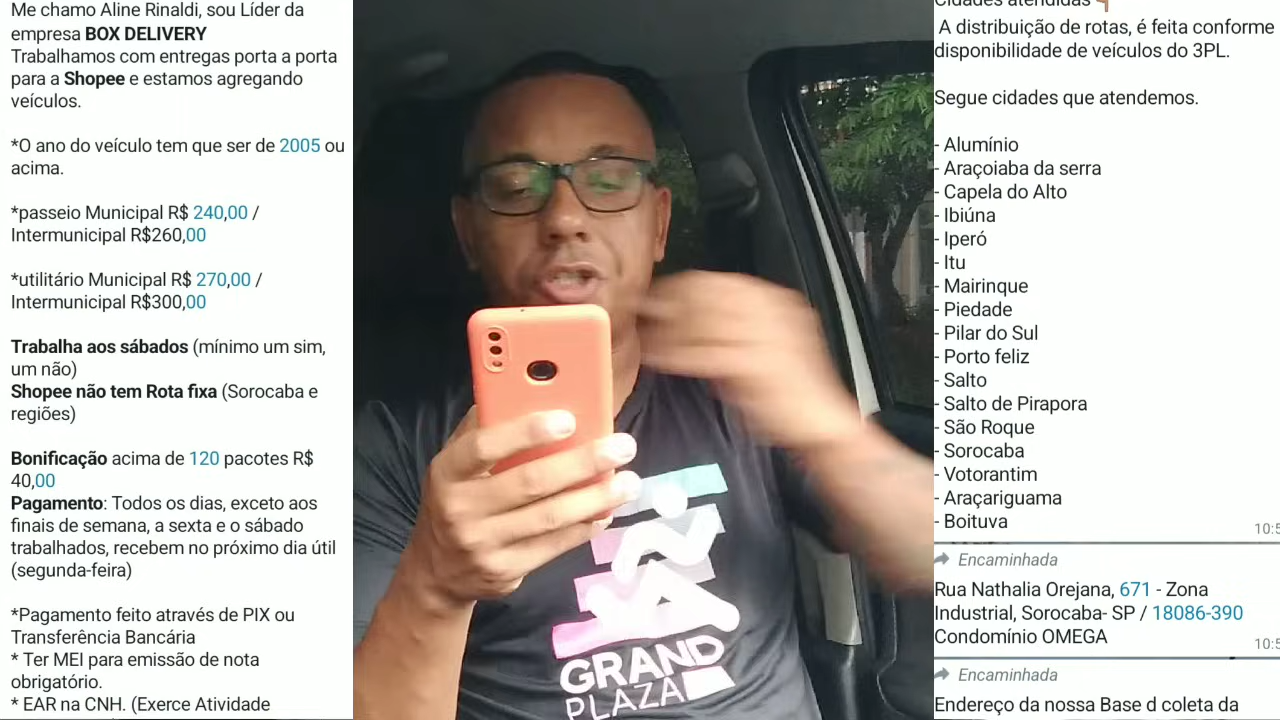 Me chamo Aline Rinaldi, sou Líder da
empresa BOX DELIVERY
Trabalhamos com entregas porta a porta
para a Shopee e estamos agregando
veículos.
*O ano do veículo tem que ser de 2005 ou
acima.
*passeio Municipal R$ 240,00 /
Intermunicipal R$260,00
*utilitário Municipal R$ 270,00 /
Intermunicipal R$300,00
Trabalha aos sábados (mínimo um sim,
um não)
Shopee não tem Rota fixa (Sorocaba e
regiões)
Bonificação acima de 120 pacotes R$
40,00
Pagamento: Todos os dias, exceto aos
finais de semana, a sexta e o sábado
trabalhados, recebem no próximo dia útil
(segunda-feira)
*Pagamento feito através de PIX ou
Transferência Bancária
* Ter MEI para emissão de nota
obrigatório.
* EAR na CNH. (Exerce Atividade
GRAND
PLAZA
Cidades atendidas
A distribuição de rotas, é feita conforme
disponibilidade de veículos do 3PL.
Segue cidades que atendemos.
- Alumínio
- Araçoiaba da serra
- Capela do Alto
- Ibiúna
- Iperó
- Itu
- Mairinque
- Piedade
- Pilar do Sul
- Porto feliz
- Salto
- Salto de Pirapora
- São Roque
- Sorocaba
- Votorantim
- Araçariguama
- Boituva
10:5
Encaminhada
Rua Nathalia Orejana, 671 - Zona
Industrial, Sorocaba- SP / 18086-390
Condomínio OMEGA
10:5
Encaminhada
Endereço da nossa Base d coleta da